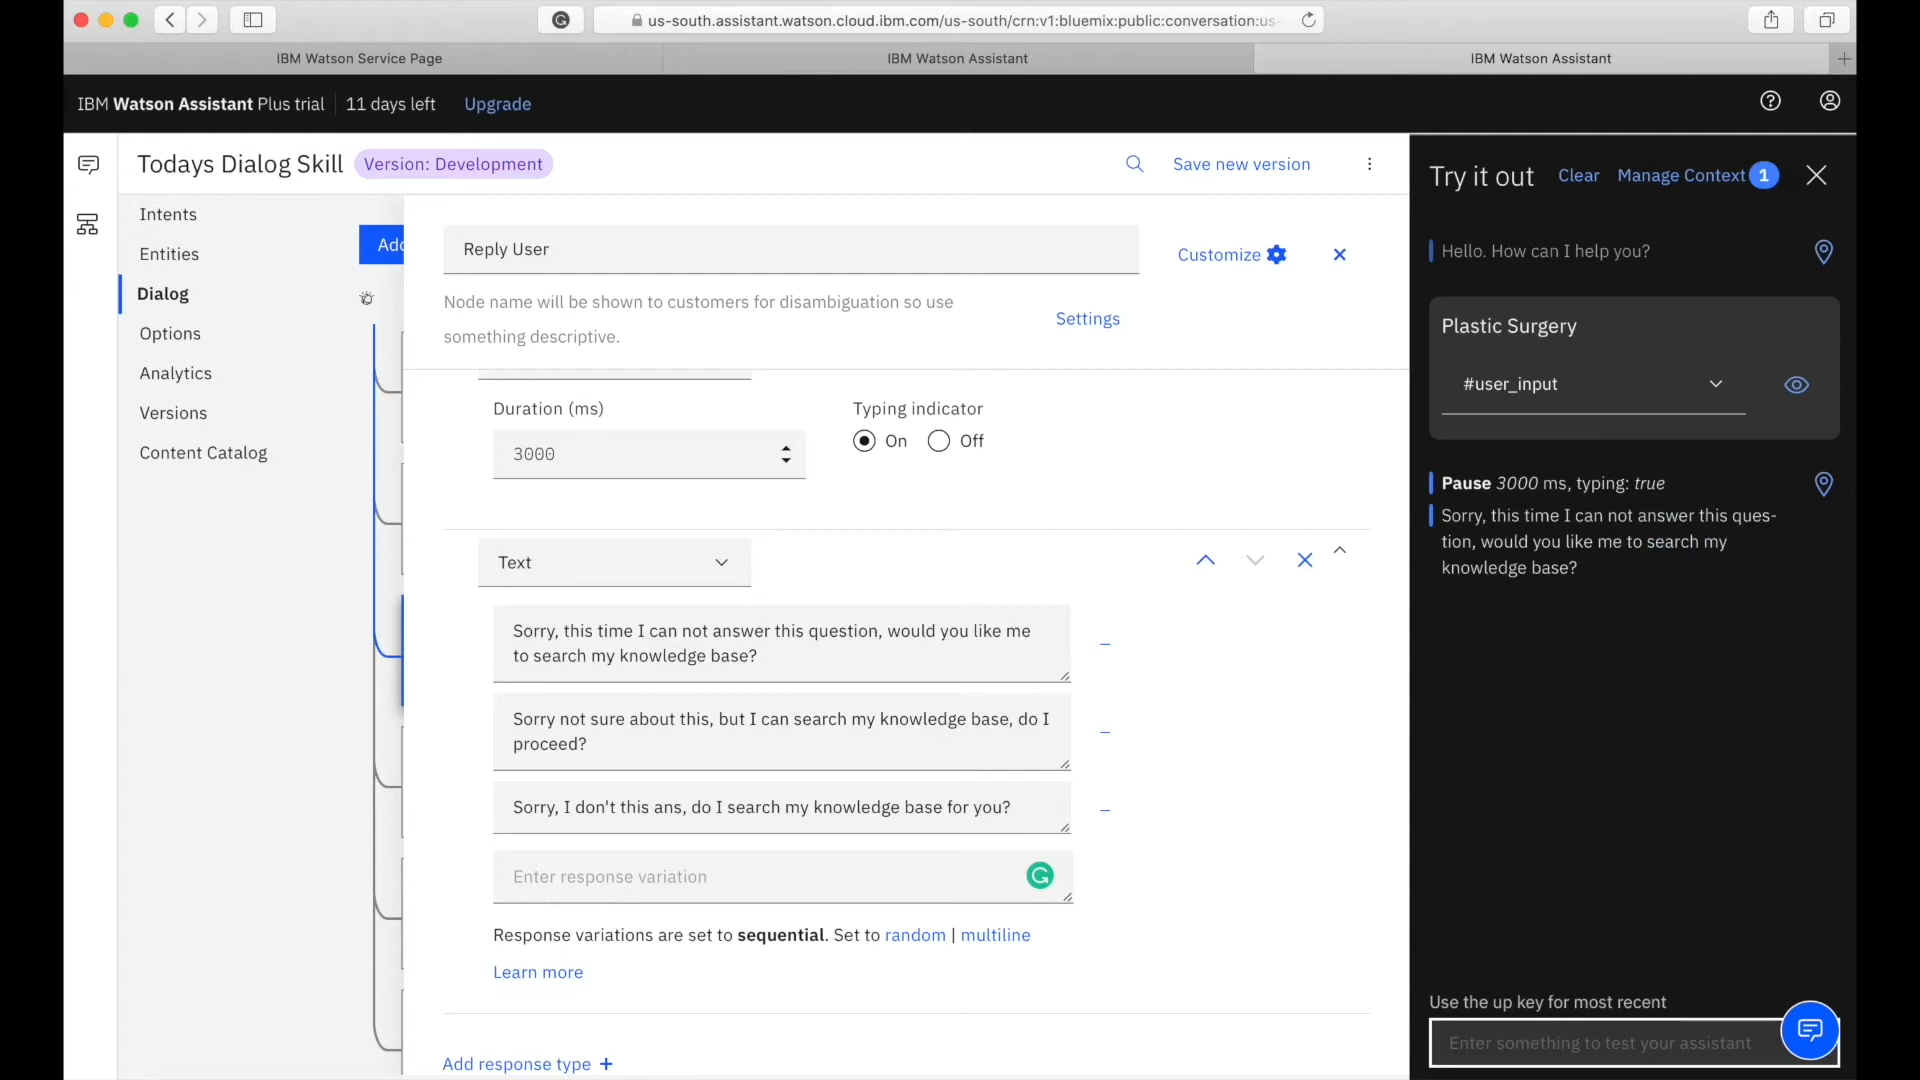 us-south.assistant.watson.cloud.ibm.com/us-south/crn:v1:bluemix:public:conversation:us-
IBM Watson Service Page
IBM Watson Assistant
IBM Watson Assistant
IBM Watson Assistant Plus trial
11 days left
Upgrade
Todays Dialog Skill
Version: Development
Save new version
Intents
Entities
Dialog
Options
Analytics
Versions
Content Catalog
Add
Reply User
Customize
Node name will be shown to customers for disambiguation so use
something descriptive.
Settings
Duration (ms)
3000
Typing indicator
On
Off
Text
Sorry, this time I can not answer this question, would you like me
to search my knowledge base?
Sorry not sure about this, but I can search my knowledge base, do I
proceed?
Sorry, I don't this ans, do I search my knowledge base for you?
Enter response variation
Response variations are set to sequential. Set to random | multiline
Learn more
Add response type +
Try it out
Clear
Manage Context 1
Hello. How can I help you?
Plastic Surgery
#user_input
Pause 3000 ms, typing: true
Sorry, this time I can not answer this ques-
tion, would you like me to search my
knowledge base?
Use the up key for most recent
Enter something to test your assistant